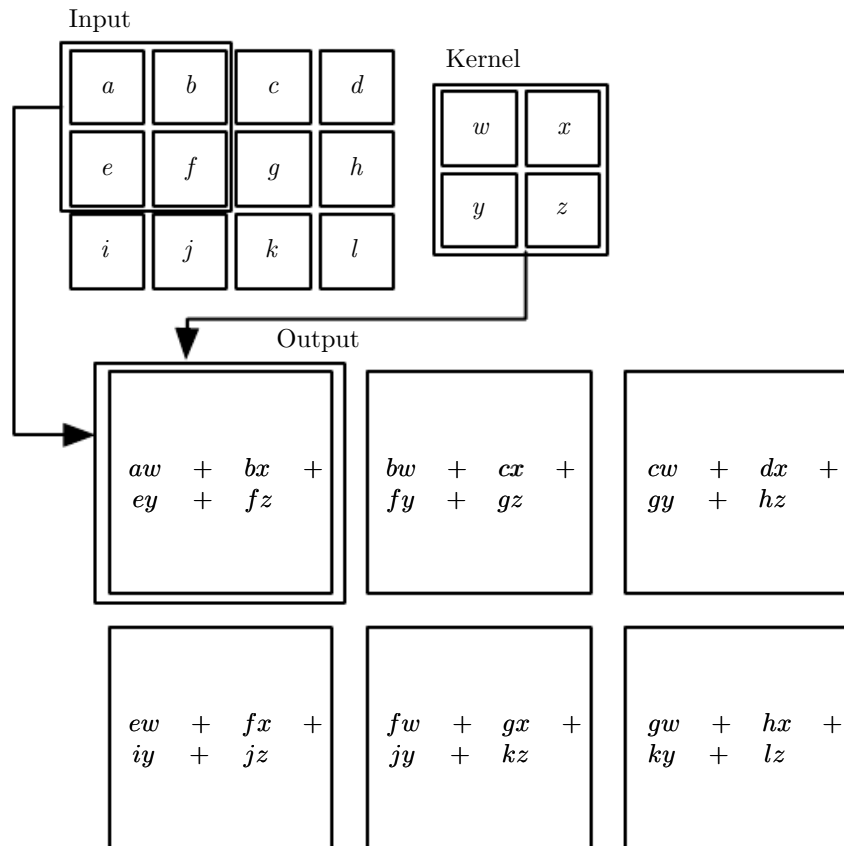 Input
Kernel
a b c d
w x
e f g h
y z
i j k l
Output
aw + bx +
ey + fz
bw + cx +
fy + gz
cw + dx +
gy + hz
ew + fx +
iy + jz
fw + gx +
jy + kz
gw + hx +
ky + lz